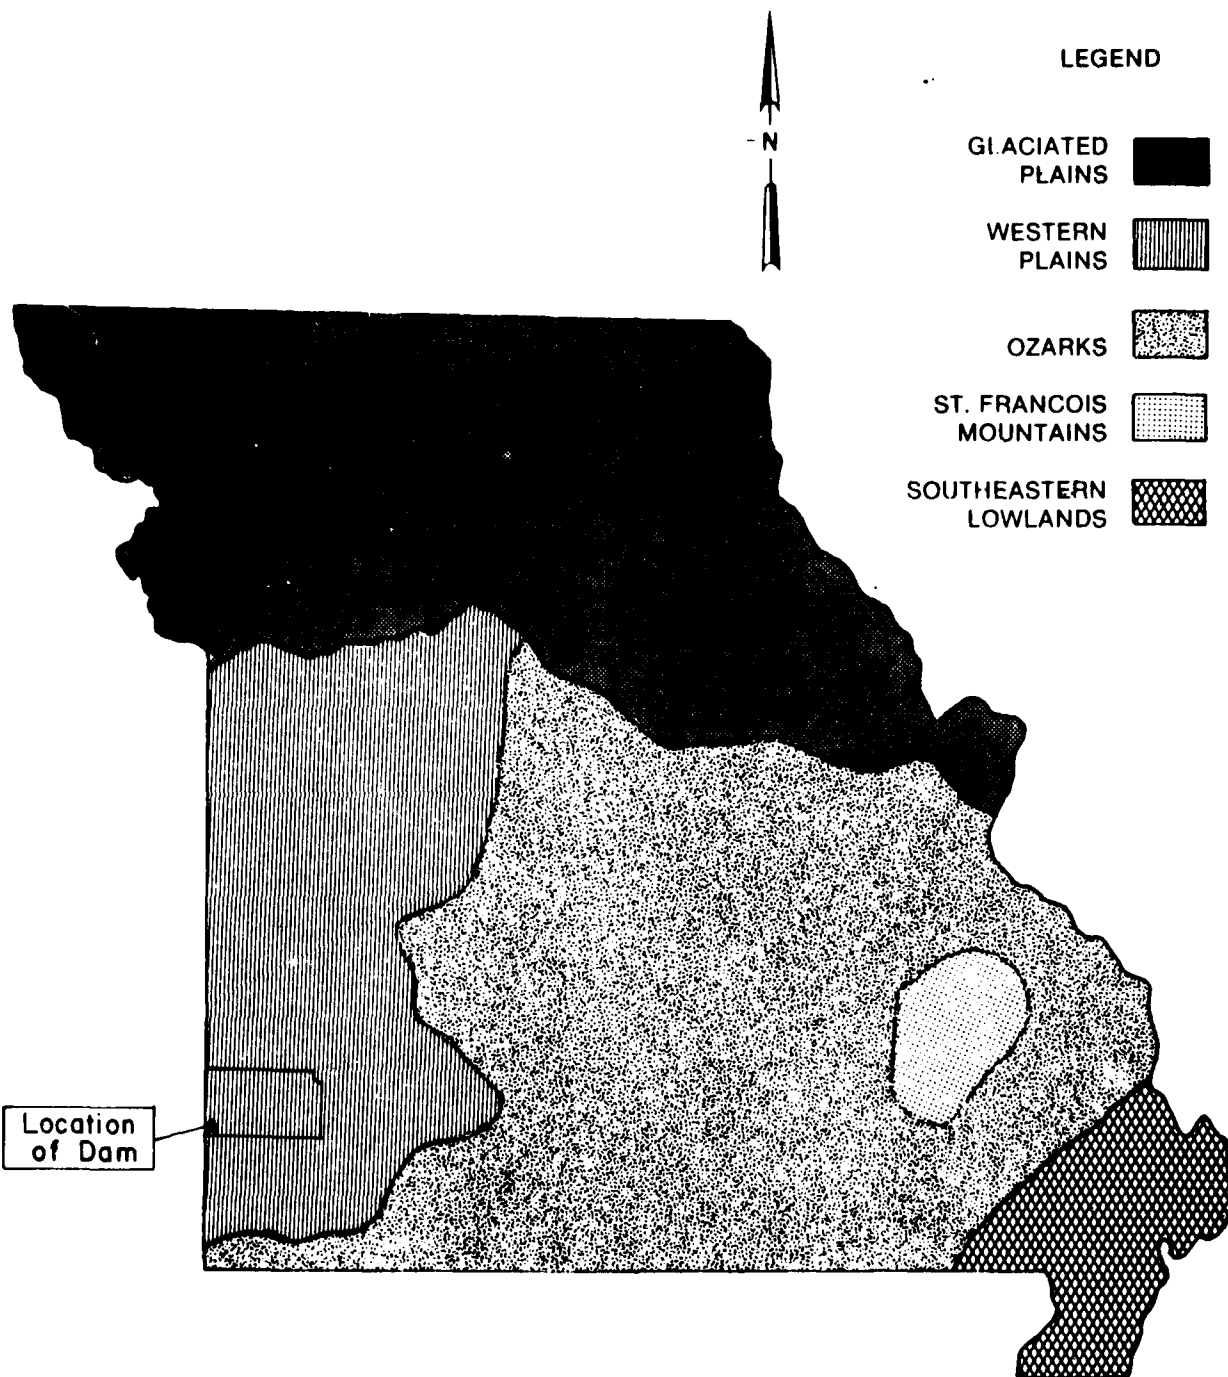 N
LEGEND
GLACIATED
PLAINS
WESTERN
PLAINS
OZARKS
ST. FRANCOIS
MOUNTAINS
SOUTHEASTERN
LOWLANDS
Location
of Dam